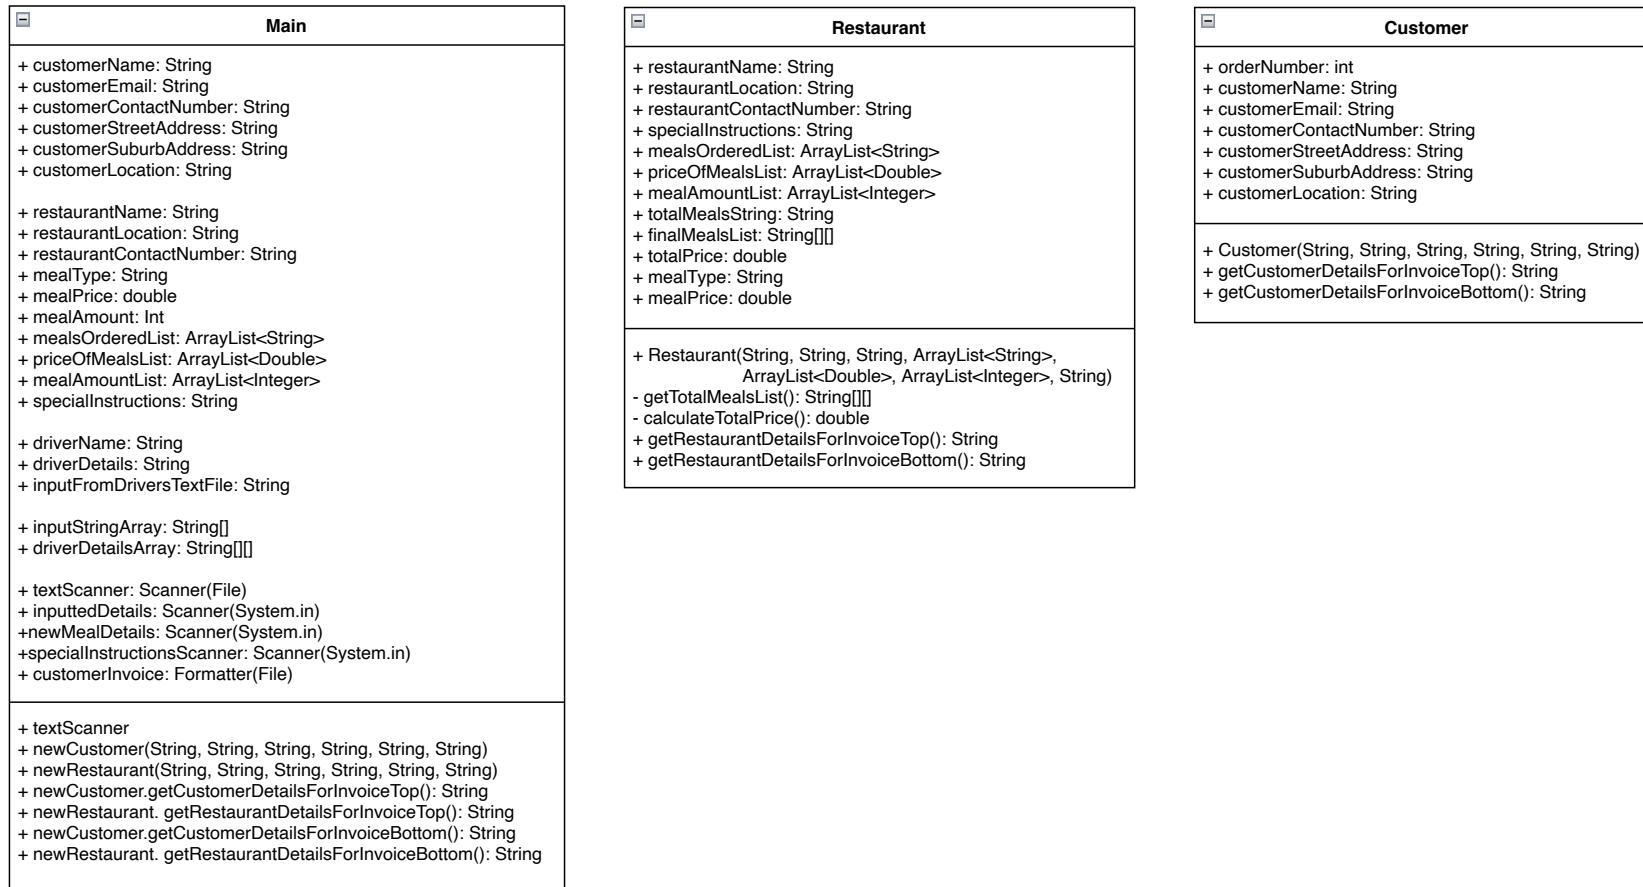 Main
+ customerName: String
+ customerEmail: String
+ customerContactNumber: String
+ customerStreetAddress: String
+ customerSuburbAddress: String
+ customerLocation: String
+ restaurantName: String
+ restaurantLocation: String
+ restaurantContactNumber: String
+ mealType: String
+ mealPrice: double
+ mealAmount: Int
+ mealsOrderedList: ArrayList<String>
+ priceOfMealsList: ArrayList<Double>
+ mealAmountList: ArrayList<Integer>
+ specialInstructions: String
+ driverName: String
+ driverDetails: String
+ inputFromDriversTextFile: String
+ inputStringArray: String[]
+ driverDetailsArray: String[][]
+ textScanner: Scanner(File)
+ inputtedDetails: Scanner(System.in)
+newMealDetails: Scanner(System.in)
+specialInstructionsScanner: Scanner(System.in)
+ customerInvoice: Formatter(File)
+ textScanner
+ newCustomer(String, String, String, String, String, String)
+ newRestaurant(String, String, String, String, String, String)
+ newCustomer.getCustomerDetailsForInvoiceTop(): String
+ newRestaurant. getRestaurantDetailsForInvoiceTop(): String
+ newCustomer.getCustomerDetailsForInvoiceBottom(): String
+ newRestaurant. getRestaurantDetailsForInvoiceBottom(): String
Restaurant
+ restaurantName: String
+ restaurantLocation: String
+ restaurantContactNumber: String
+ specialInstructions: String
+ mealsOrderedList: ArrayList<String>
+ priceOfMealsList: ArrayList<Double>
+ mealAmountList: ArrayList<Integer>
+ totalMealsString: String
+ finalMealsList: String[][]
+ totalPrice: double
+ mealType: String
+ mealPrice: double
+ Restaurant(String, String, String, ArrayList<String>,
ArrayList<Double>, ArrayList<Integer>, String)
- getTotalMealsList(): String[][]
- calculateTotalPrice(): double
+ getRestaurantDetailsForInvoiceTop(): String
+ getRestaurantDetailsForInvoiceBottom(): String
Customer
+ orderNumber: int
+ customerName: String
+ customerEmail: String
+ customerContactNumber: String
+ customerStreetAddress: String
+ customerSuburbAddress: String
+ customerLocation: String
+ Customer(String, String, String, String, String, String)
+ getCustomerDetailsForInvoiceTop(): String
+ getCustomerDetailsForInvoiceBottom(): String